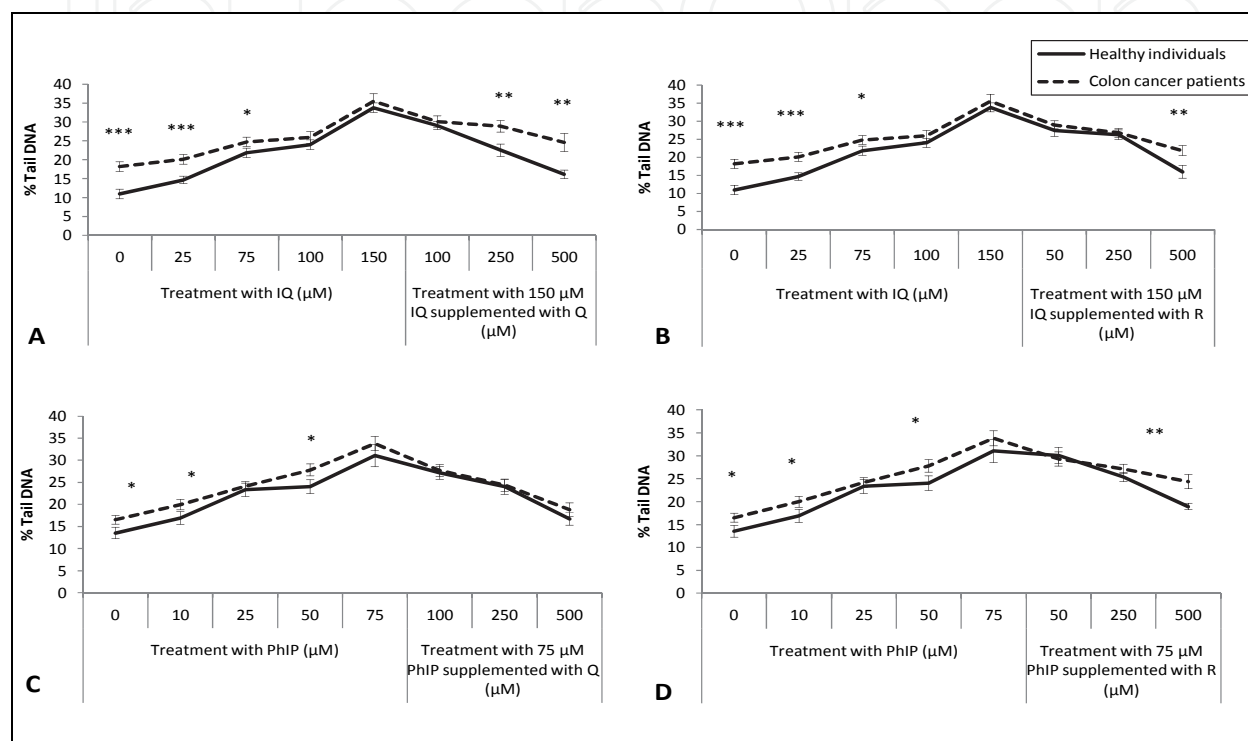 Healthy individuals
Colon cancer patients
40
35
30
25
20
15
10
5
0
% Tail DNA
*** *** * ** **
0 25 75 100 150 100 250 500
Treatment with IQ (µM)
Treatment with 150 µM
IQ supplemented with Q
(µM)
A
40
35
30
25
20
15
10
5
0
% Tail DNA
*** *** * **
0 25 75 100 150 50 250 500
Treatment with IQ (µM)
Treatment with 150 µM
IQ supplemented with R
(µM)
B
40
35
30
25
20
15
10
5
0
% Tail DNA
* * *
0 10 25 50 75 100 250 500
Treatment with PhIP (µM)
Treatment with 75 µM
PhIP supplemented with Q
(µM)
C
40
35
30
25
20
15
10
5
0
% Tail DNA
* * * **
0 10 25 50 75 50 250 500
Treatment with PhIP (µM)
Treatment with 75 µM
PhIP supplemented with R
(µM)
D